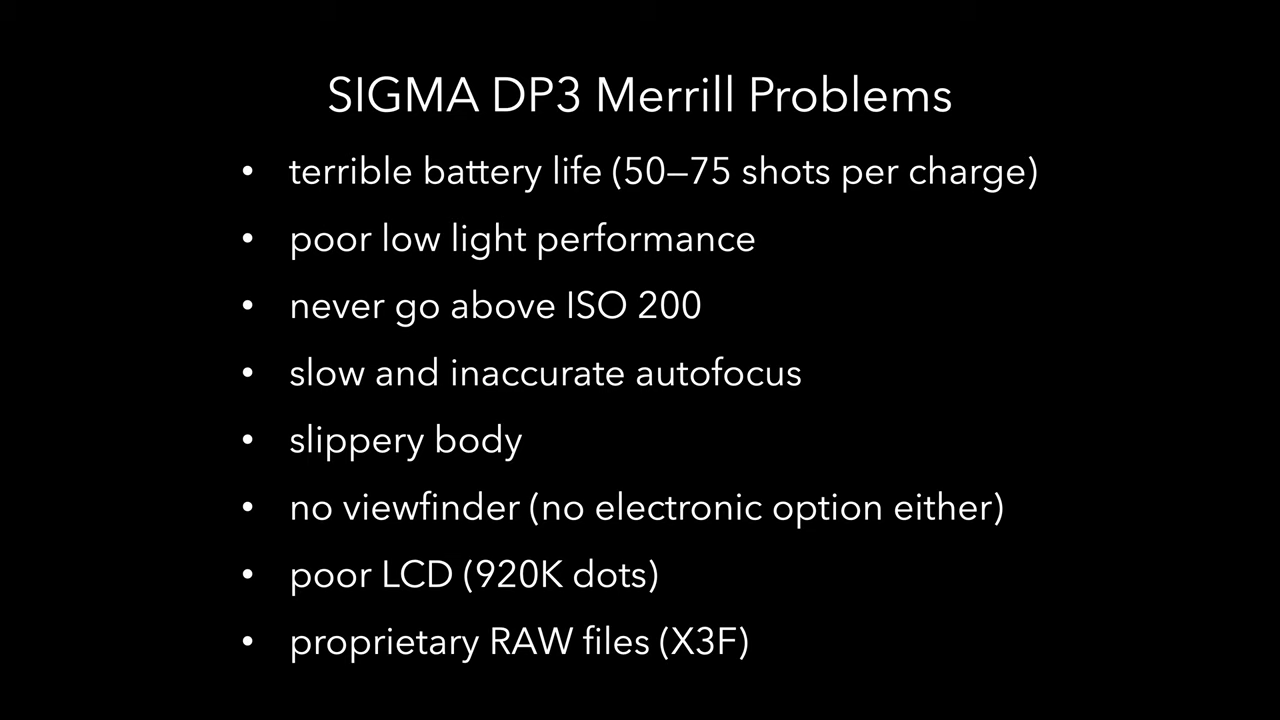 SIGMA DP3 Merrill Problems
• terrible battery life (50–75 shots per charge)
• poor low light performance
• never go above ISO 200
• slow and inaccurate autofocus
• slippery body
• no viewfinder (no electronic option either)
• poor LCD (920K dots)
• proprietary RAW files (X3F)